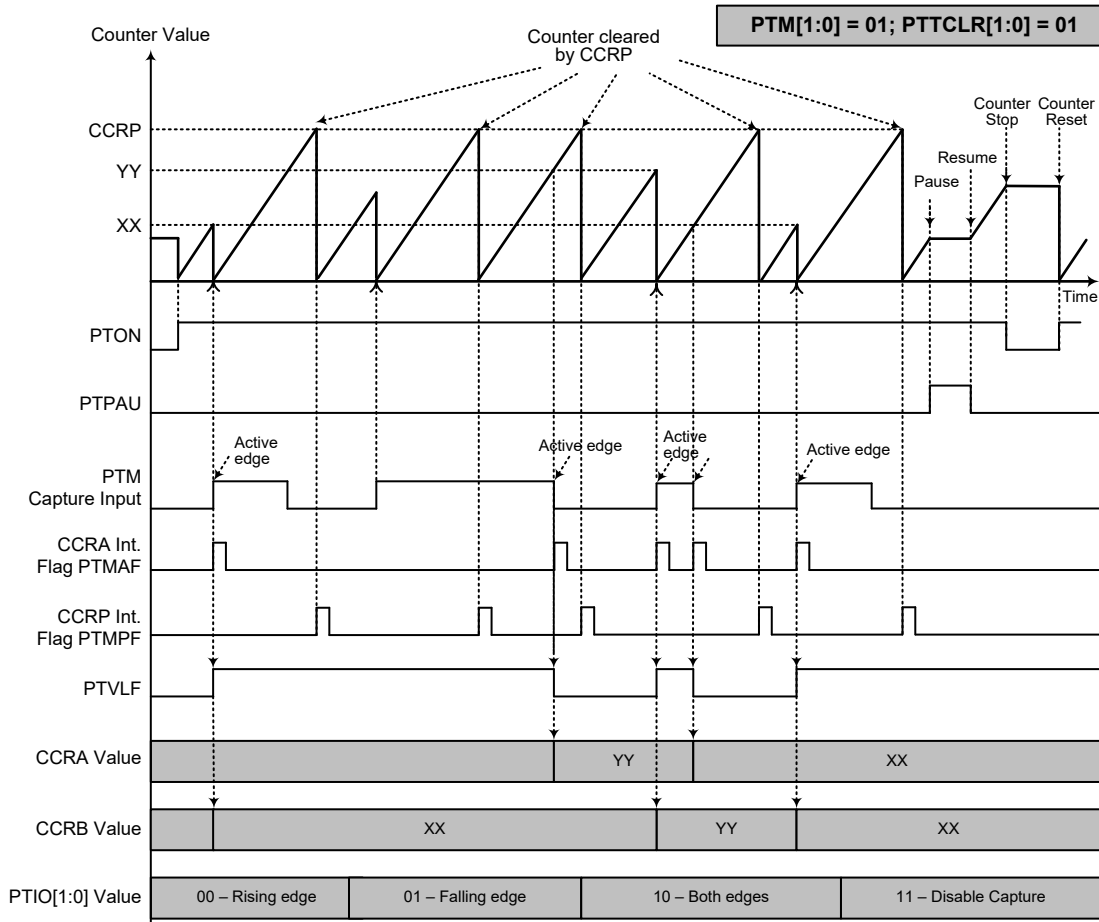 PTM[1:0] = 01; PTTCLR[1:0] = 01
Counter Value
Counter cleared
by CCRP
CCRP
YY
XX
Counter
Stop
Counter
Reset
Resume
Pause
Time
PTON
PTPAU
PTM
Capture Input
Active
edge
Active edge
Active
edge
Active edge
CCRA Int.
Flag PTMAF
CCRP Int.
Flag PTMPF
PTVLF
CCRA Value
YY
XX
CCRB Value
XX
YY
XX
PTIO[1:0] Value
00 – Rising edge
01 – Falling edge
10 – Both edges
11 – Disable Capture